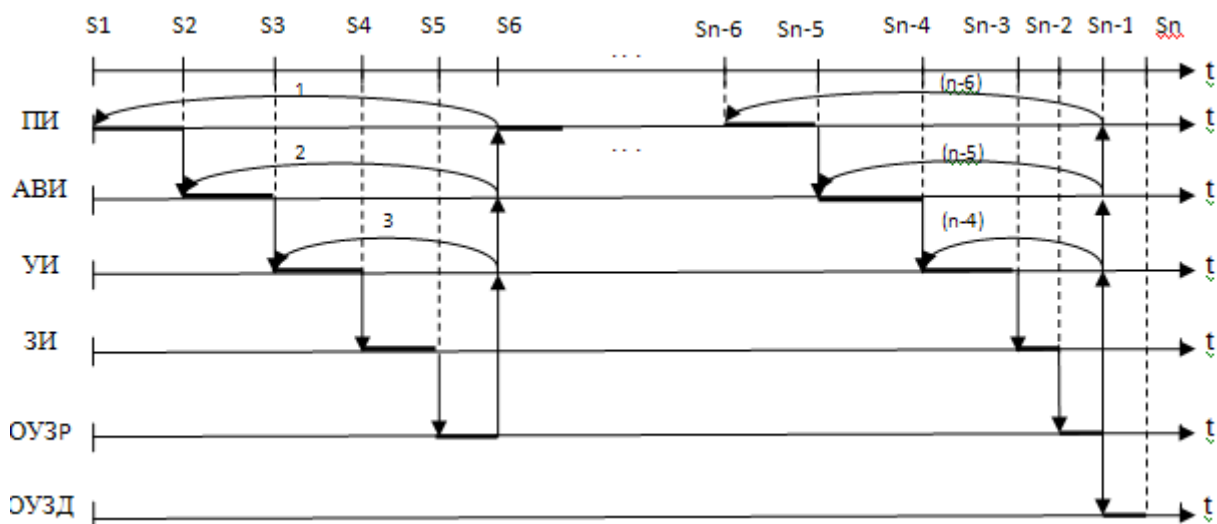 S1 S2 S3 S4 S5 S6 Sn-6 Sn-5 Sn-4 Sn-3 Sn-2 Sn-1 Sn
. . .
t
1 (n-6)
ПИ t
2 . . . (n-5)
АВИ t
3 (n-4)
УИ t
ЗИ t
ОУЗР t
ОУЗД t